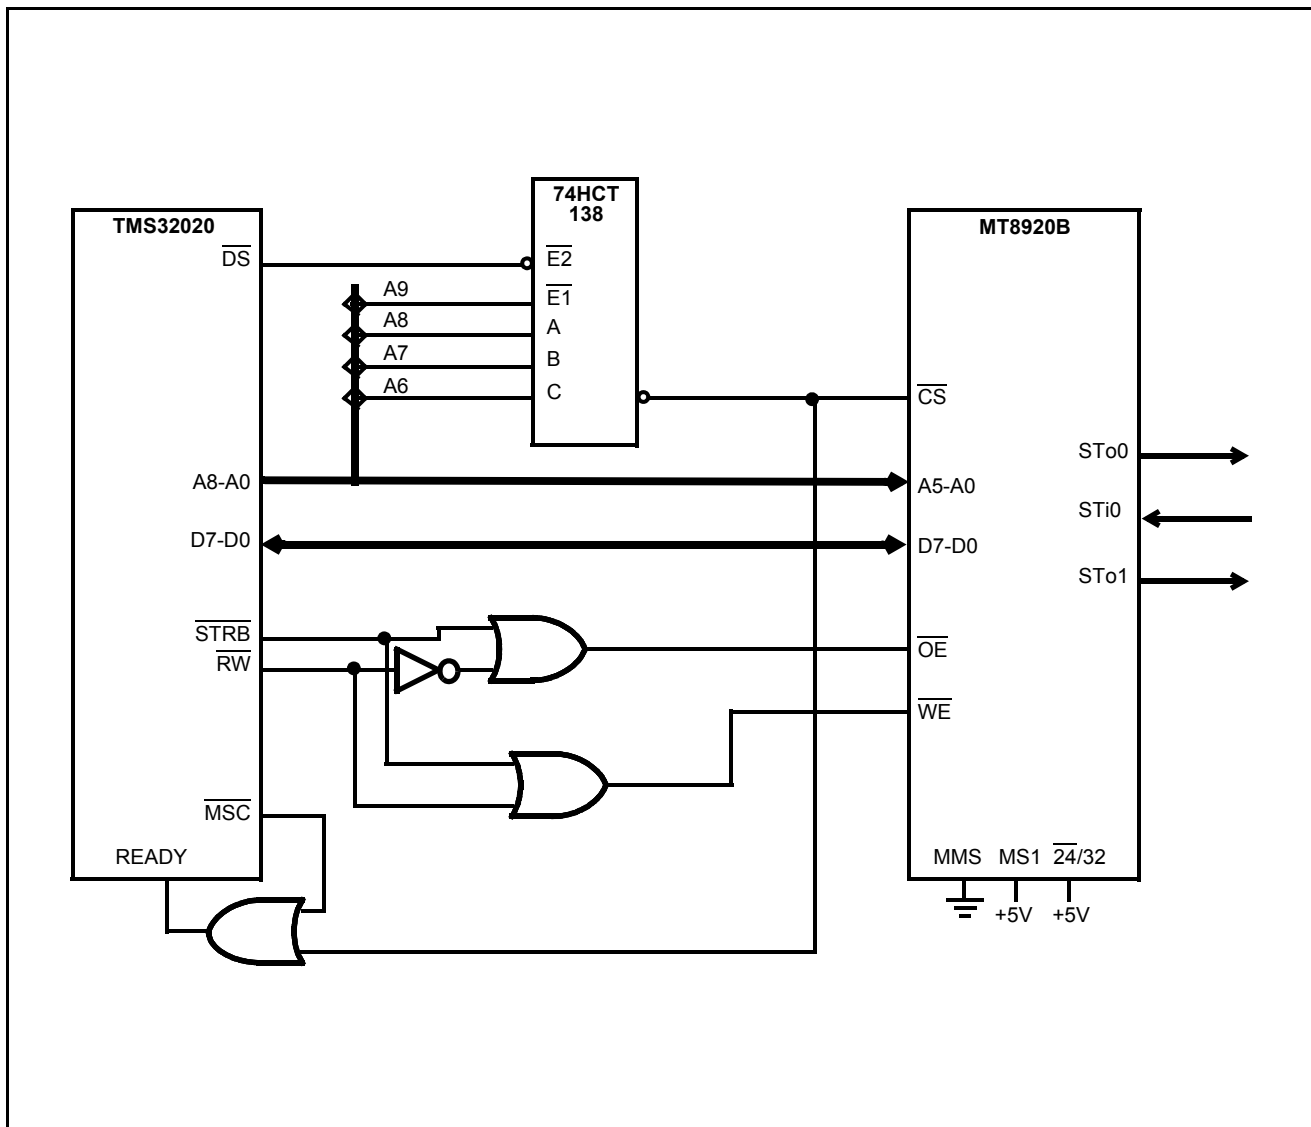 74HCT
138
TMS32020
MT8920B
DS
E2
A9
E1
A8
A
A7
B
A6
C
CS
STo0
A8-A0
A5-A0
STi0
D7-D0
D7-D0
STo1
STRB
RW
OE
WE
MSC
READY
MMS MS1 24/32
+5V +5V